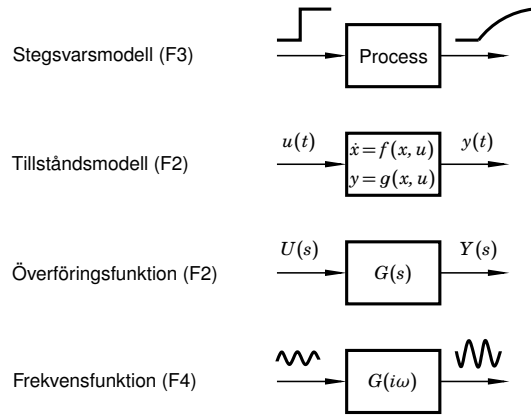 Stegsvarsmodell (F3)
Process
u(t)
y(t)
Tillståndsmodell (F2)
ẋ = f(x, u)
y = g(x, u)
U(s)
Y(s)
Överföringsfunktion (F2)
G(s)
Frekvensfunktion (F4)
G(iω)